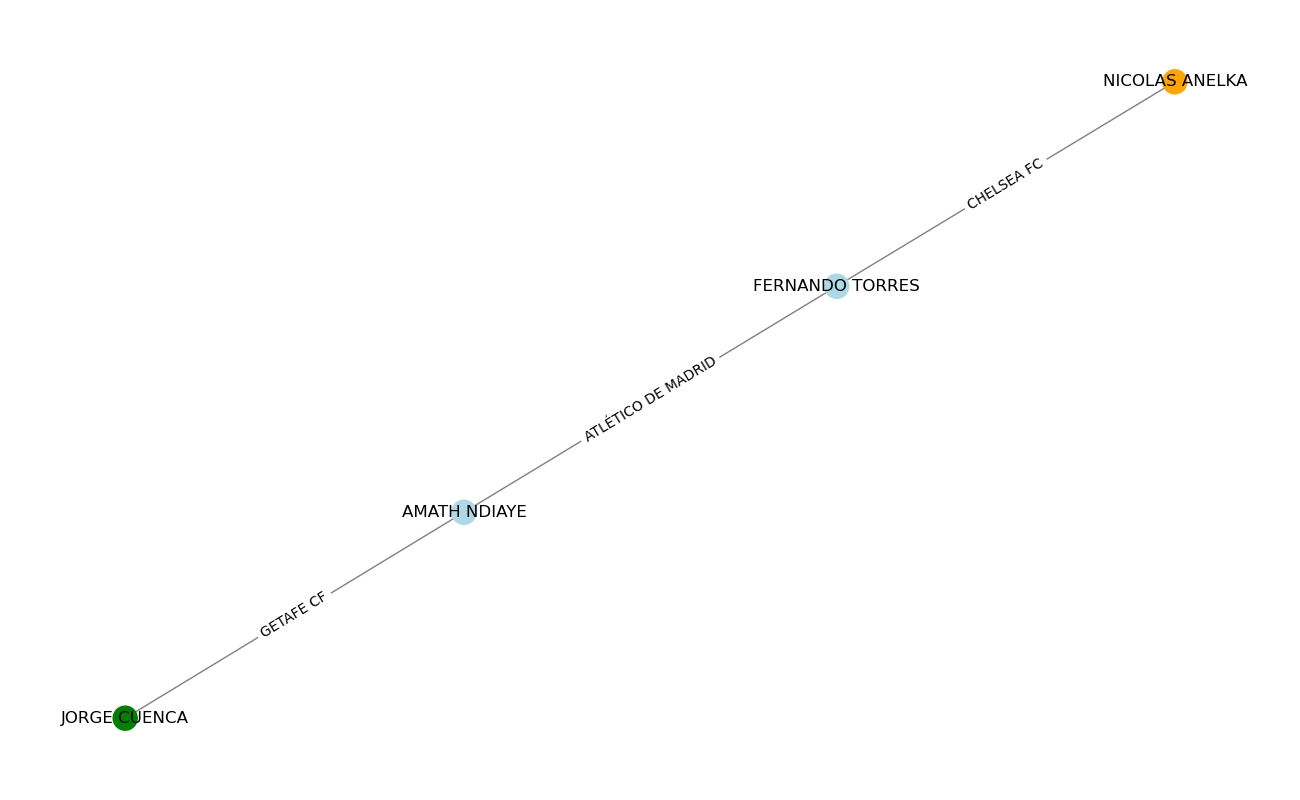 NICOLAS ANELKA
CHELSEA FC
FERNANDO TORRES
ATLÉTICO DE MADRID
AMATH NDIAYE
GETAFE CF
JORGE CUENCA